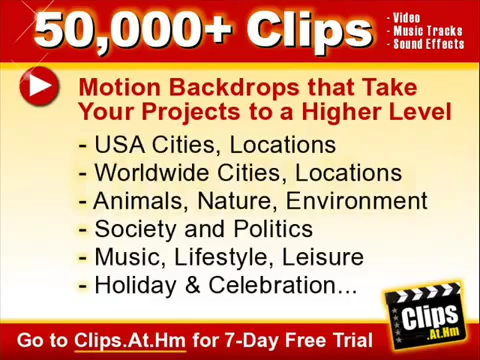 50,000+ Clips
- Video
- Music Tracks
- Sound Effects
Motion Backdrops that Take
Your Projects to a Higher Level
- USA Cities, Locations
- Worldwide Cities, Locations
- Animals, Nature, Environment
- Society and Politics
- Music, Lifestyle, Leisure
- Holiday & Celebration...
Clips
.At.Hm
Go to Clips.At.Hm for 7-Day Free Trial